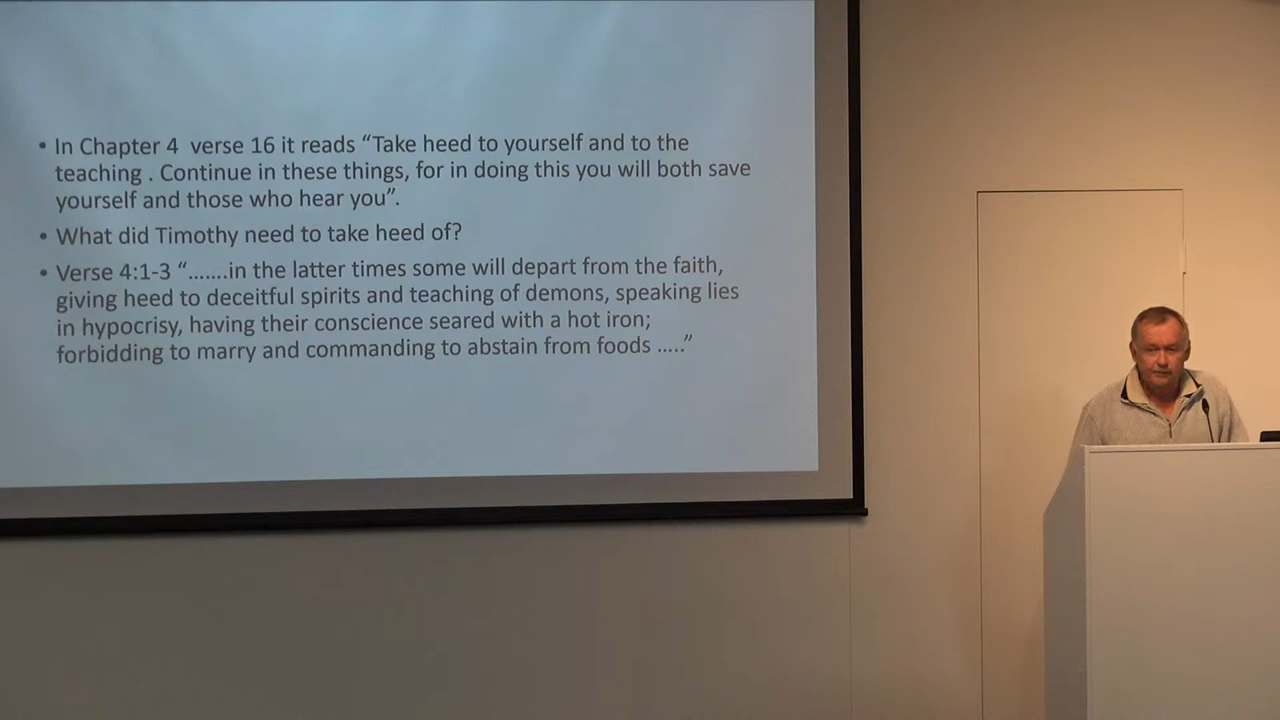 • In Chapter 4 verse 16 it reads “Take heed to yourself and to the
teaching . Continue in these things, for in doing this you will both save
yourself and those who hear you”.
• What did Timothy need to take heed of?
• Verse 4:1-3 “.......in the latter times some will depart from the faith,
giving heed to deceitful spirits and teaching of demons, speaking lies
in hypocrisy, having their conscience seared with a hot iron;
forbidding to marry and commanding to abstain from foods .....”